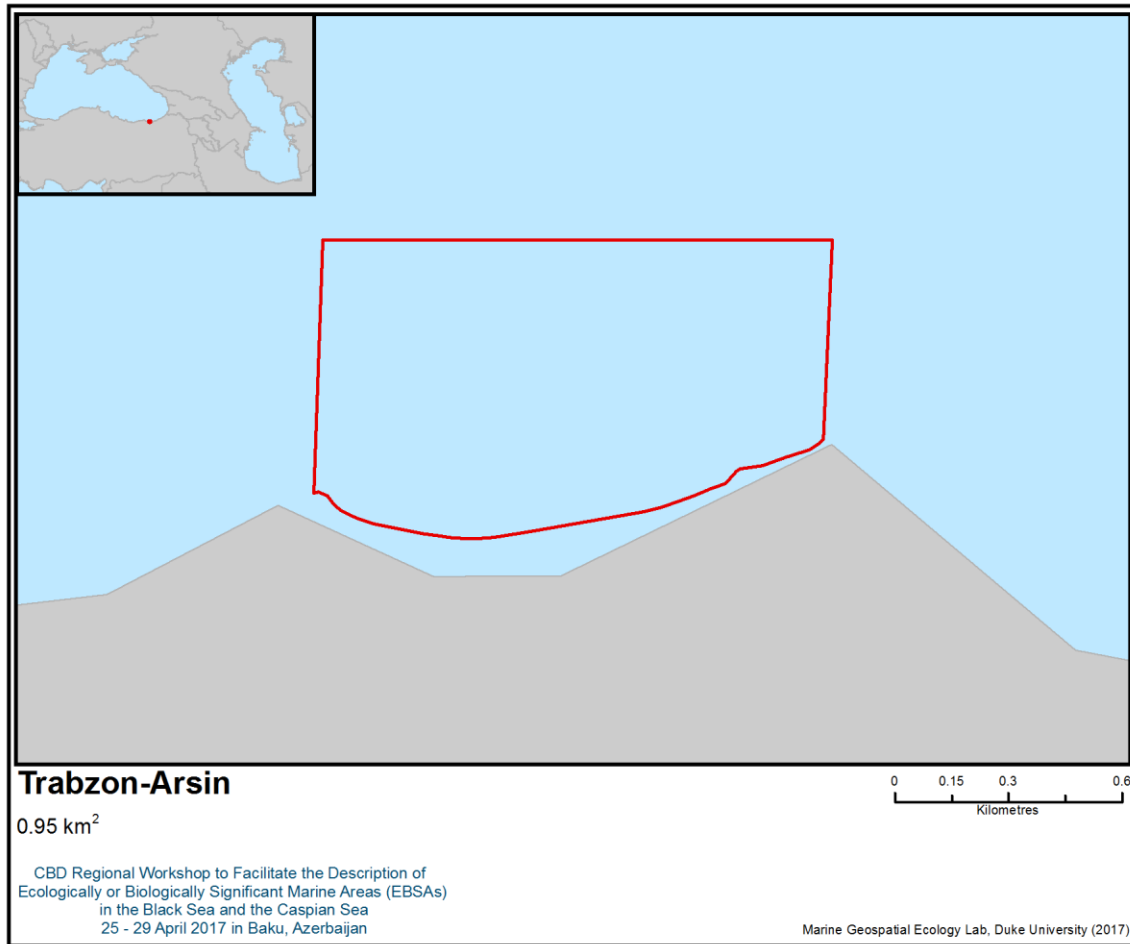 Trabzon-Arsin
0.95 km²
0 0.15 0.3 0.6
Kilometres
CBD Regional Workshop to Facilitate the Description of
Ecologically or Biologically Significant Marine Areas (EBSAs)
in the Black Sea and the Caspian Sea
25 - 29 April 2017 in Baku, Azerbaijan
Marine Geospatial Ecology Lab, Duke University (2017)